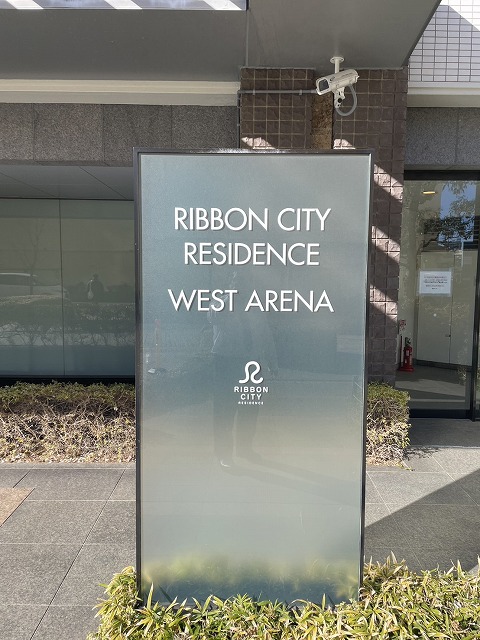 RIBBON CITY
RESIDENCE
WEST ARENA
RIBBON
CITY
RESIDENCE